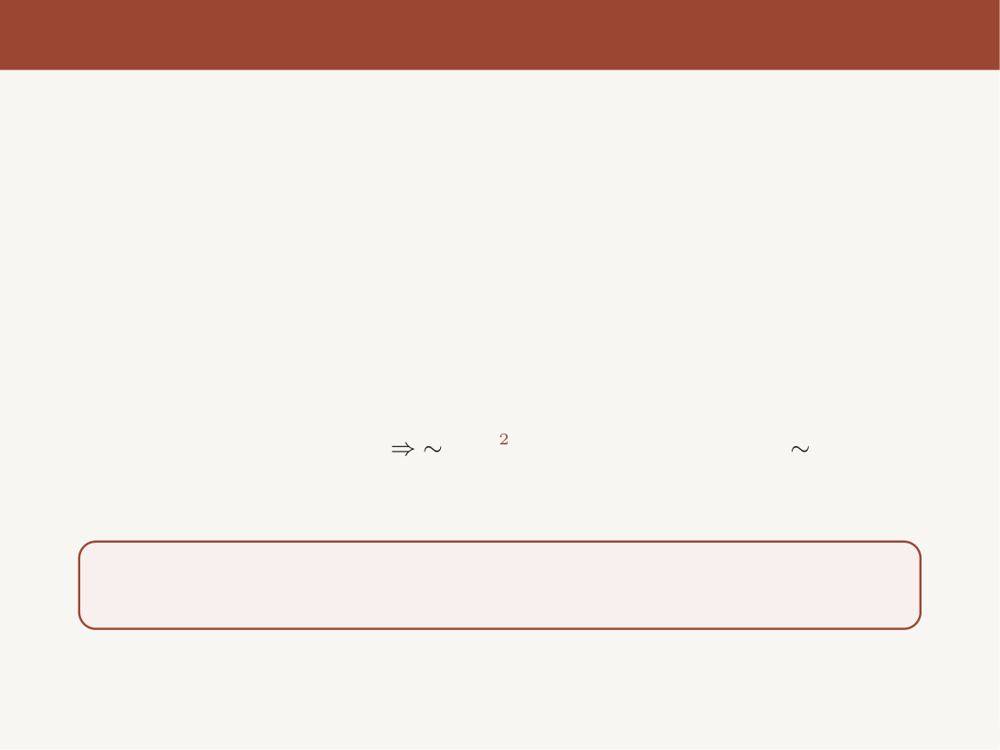 ⇒ ∼ ² ∼